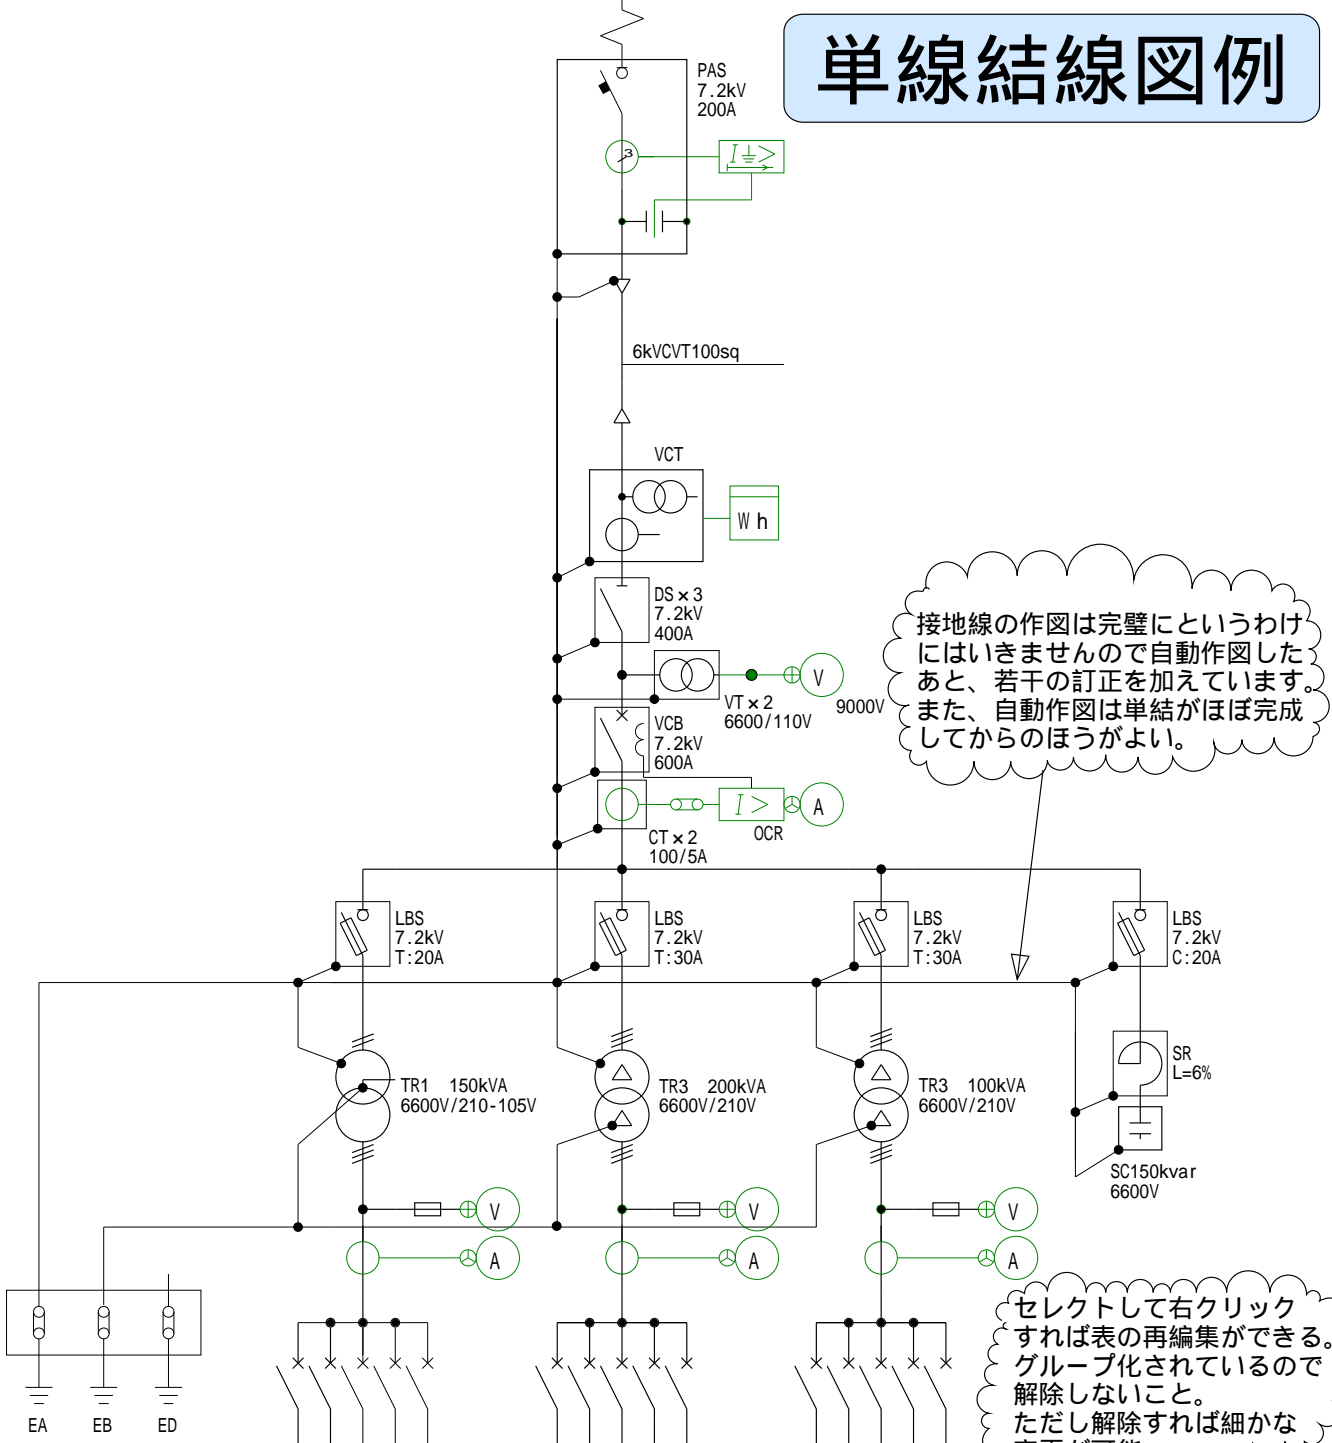 単線結線図例
PAS
7.2kV
200A
3
I>
6kVCVT100sq
VCT
Wh
DS×3
7.2kV
400A
V
VT×2
6600/110V
9000V
VCB
7.2kV
600A
I>
A
OCR
CT×2
100/5A
接地線の作図は完璧にというわけ
にはいきませんので自動作図した
あと、若干の訂正を加えています。
また、自動作図は単結がほぼ完成
してからのほうがよい。
LBS
7.2kV
T:20A
LBS
7.2kV
T:30A
LBS
7.2kV
T:30A
LBS
7.2kV
C:20A
TR1 150kVA
6600V/210-105V
TR3 200kVA
6600V/210V
TR3 100kVA
6600V/210V
SR
L=6%
SC150kvar
6600V
V
V
V
A
A
A
EA
EB
ED
セレクトして右クリック
すれば表の再編集ができる。
グループ化されているので
解除しないこと。
ただし解除すれば細かな